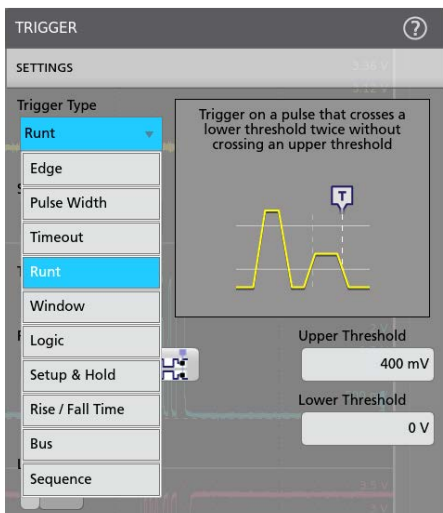 TRIGGER
?
SETTINGS
Trigger Type
Runt
Edge
Pulse Width
Timeout
Runt
Window
Logic
Setup & Hold
Rise / Fall Time
Bus
Sequence
Trigger on a pulse that crosses a
lower threshold twice without
crossing an upper threshold
T
Upper Threshold
400 mV
Lower Threshold
0 V
3.5 V